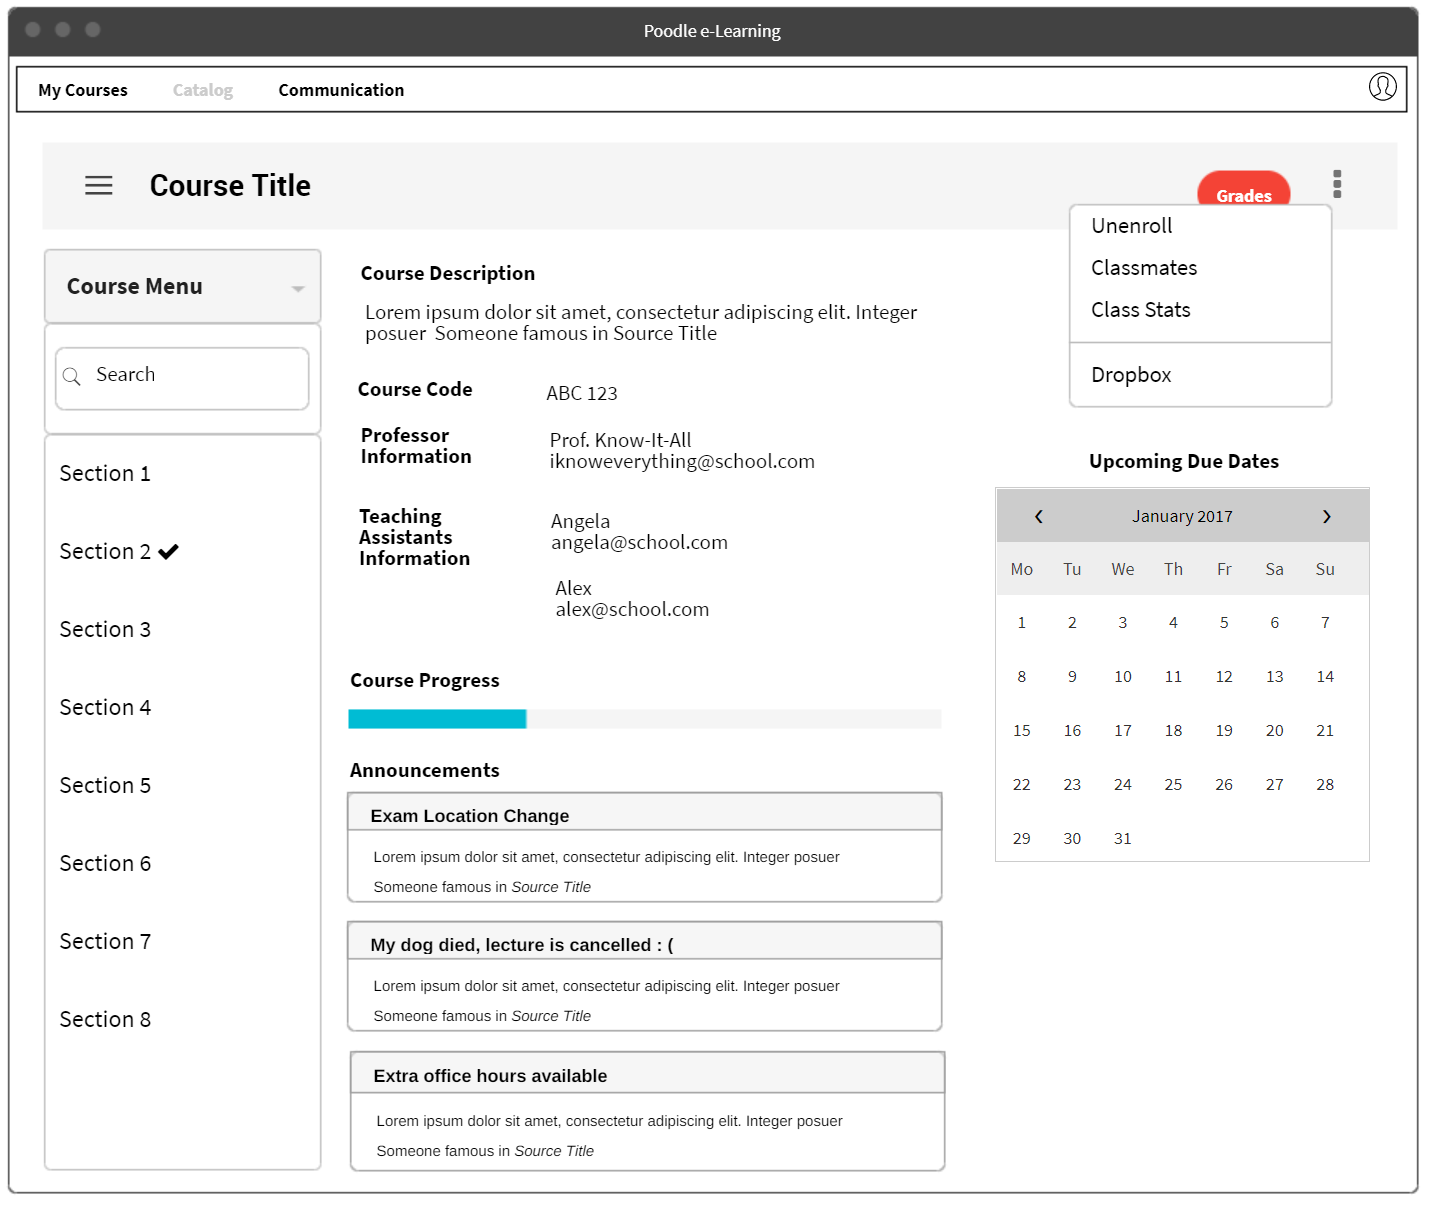 Poodle e-Learning
My Courses
Catalog
Communication
Course Title
Grades
Unenroll
Classmates
Class Stats
Dropbox
Course Menu
Search
Section 1
Section 2
Section 3
Section 4
Section 5
Section 6
Section 7
Section 8
Course Description
Lorem ipsum dolor sit amet, consectetur adipiscing elit. Integer
posuer  Someone famous in Source Title
Course Code
ABC 123
Professor
Information
Prof. Know-It-All
iknoweverything@school.com
Teaching
Assistants
Information
Angela
angela@school.com
Alex
alex@school.com
Course Progress
Announcements
Exam Location Change
Lorem ipsum dolor sit amet, consectetur adipiscing elit. Integer posuer
Someone famous in Source Title
My dog died, lecture is cancelled : (
Lorem ipsum dolor sit amet, consectetur adipiscing elit. Integer posuer
Someone famous in Source Title
Extra office hours available
Lorem ipsum dolor sit amet, consectetur adipiscing elit. Integer posuer
Someone famous in Source Title
Upcoming Due Dates
January 2017
Mo Tu We Th Fr Sa Su
1 2 3 4 5 6 7
8 9 10 11 12 13 14
15 16 17 18 19 20 21
22 23 24 25 26 27 28
29 30 31